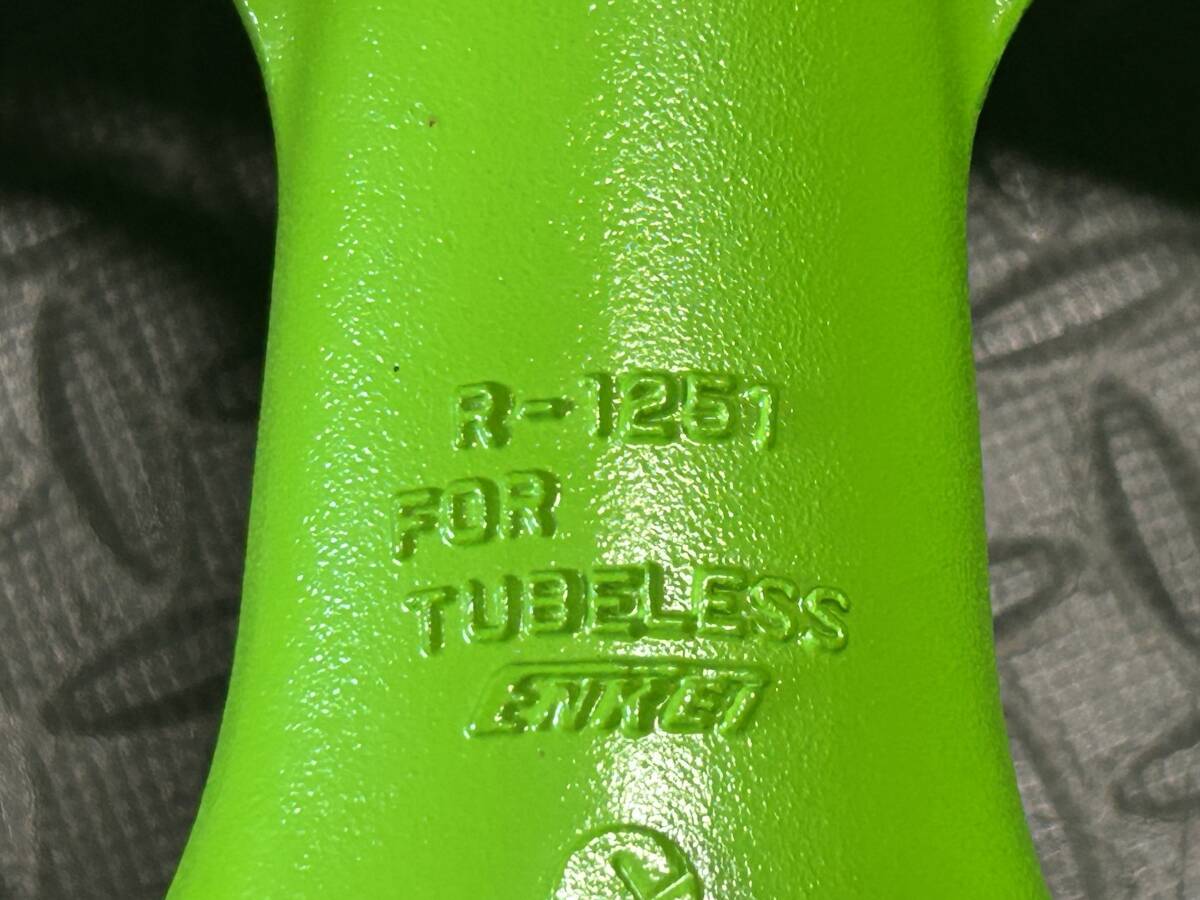 R-1251
FOR
TUBELESS
ENKEI